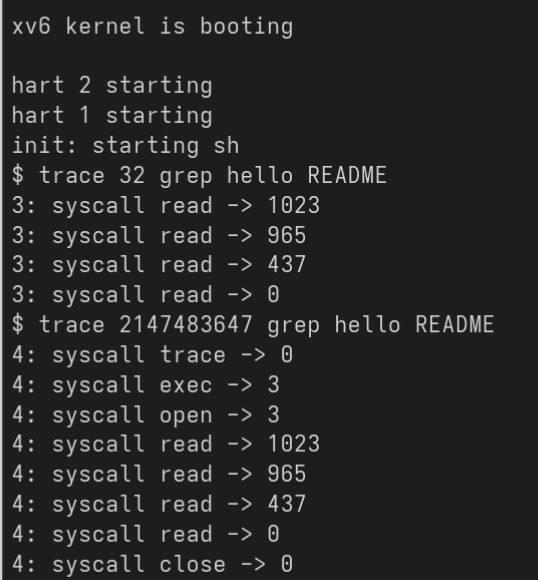 xv6 kernel is booting
hart 2 starting
hart 1 starting
init: starting sh
$ trace 32 grep hello README
3: syscall read -> 1023
3: syscall read -> 965
3: syscall read -> 437
3: syscall read -> 0
$ trace 2147483647 grep hello README
4: syscall trace -> 0
4: syscall exec -> 3
4: syscall open -> 3
4: syscall read -> 1023
4: syscall read -> 965
4: syscall read -> 437
4: syscall read -> 0
4: syscall close -> 0